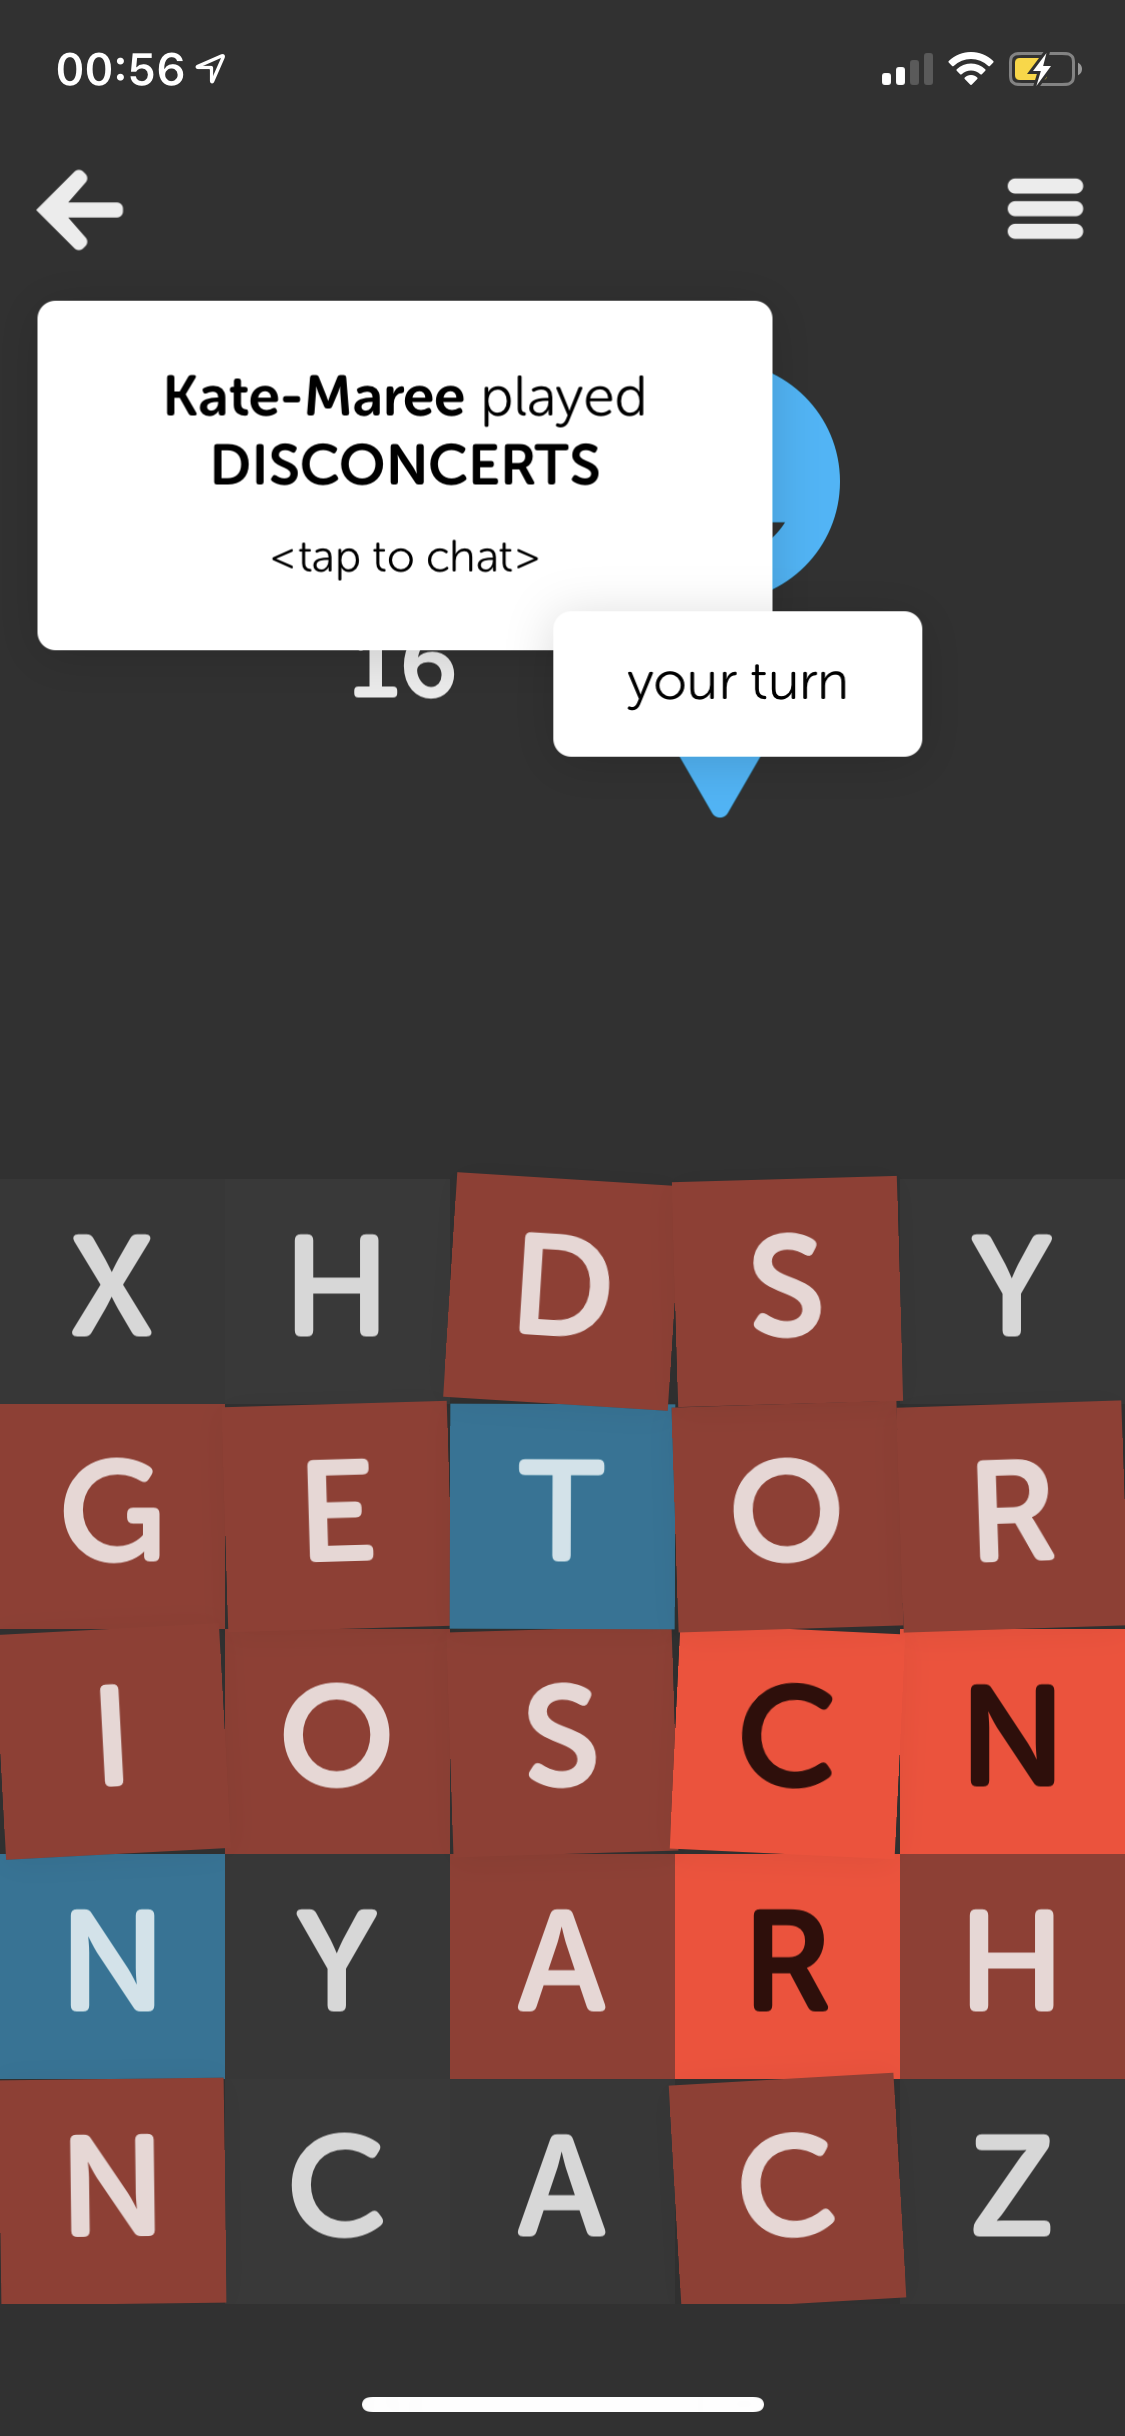 00:56
Kate-Maree played
DISCONCERTS
<tap to chat>
16
your turn
X H D S Y
G E T O R
I O S C N
N Y A R H
N C A C Z